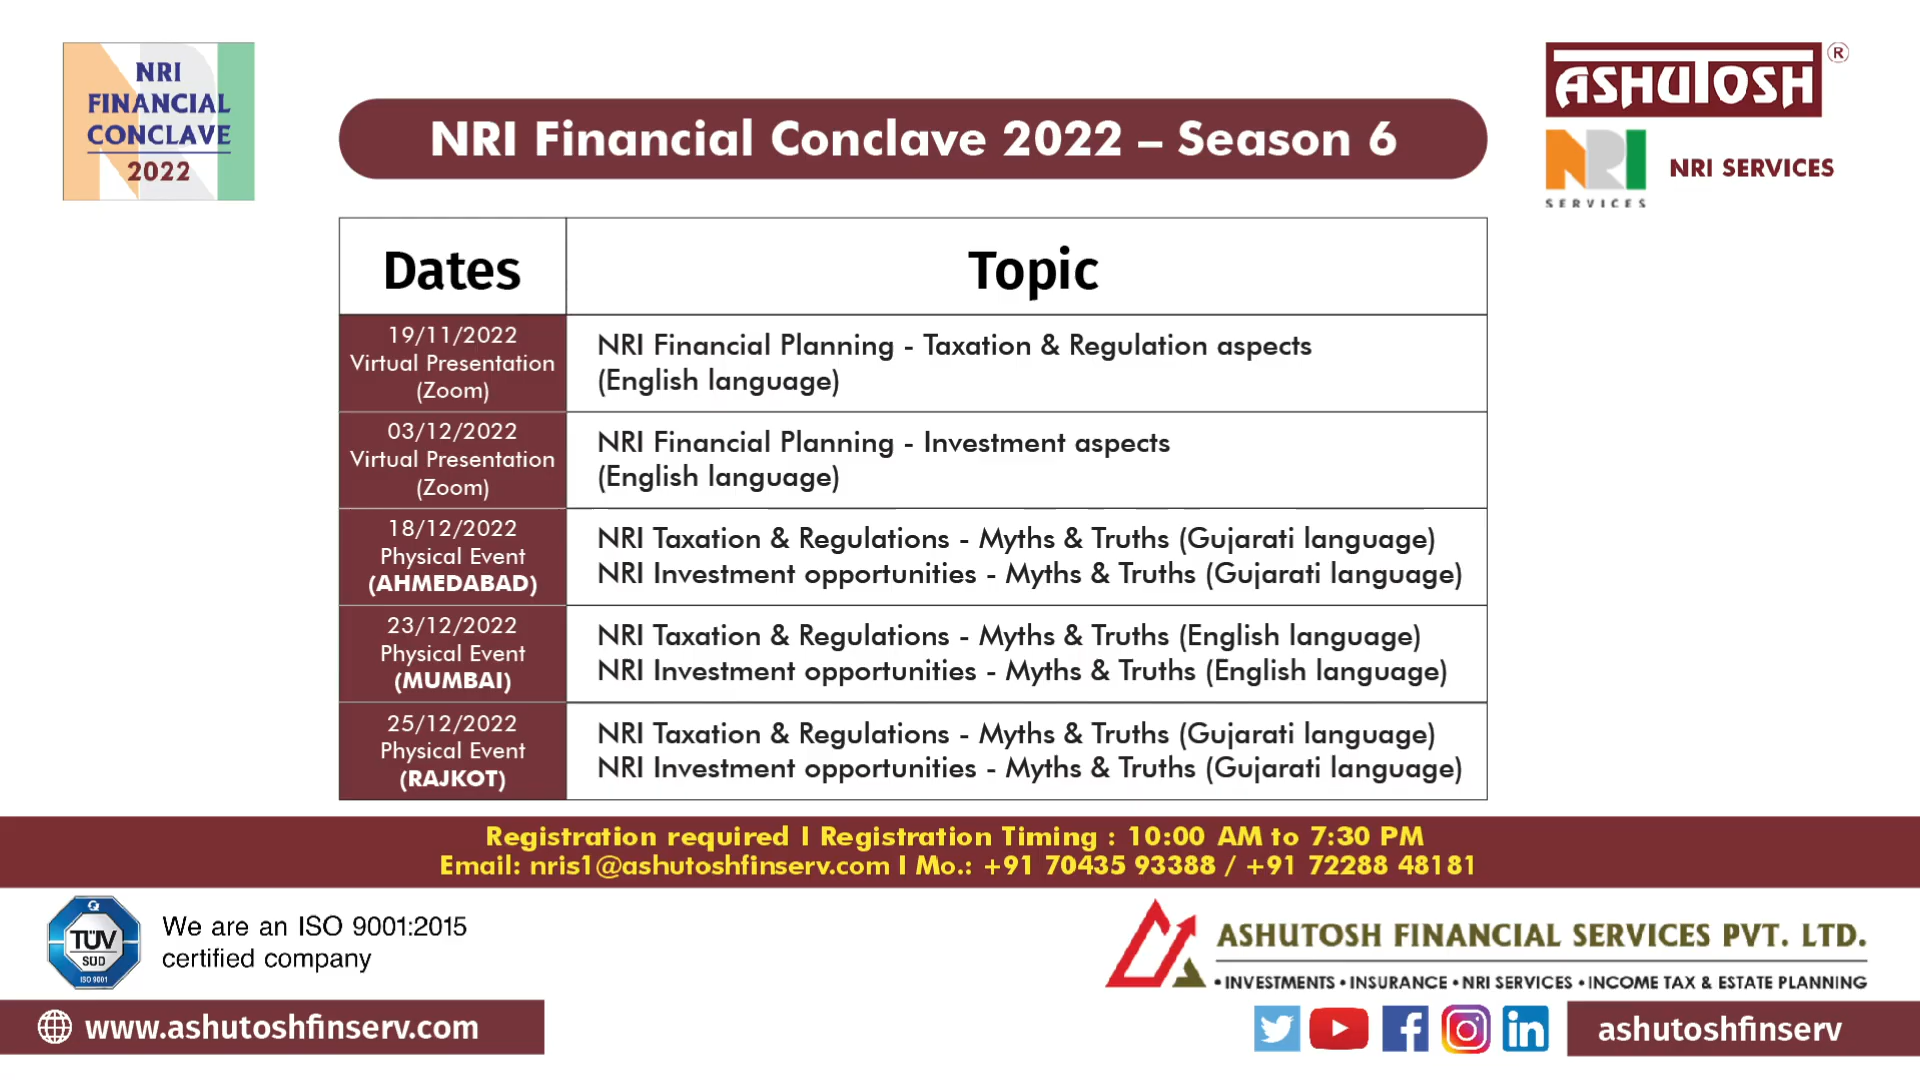 NRI
FINANCIAL
CONCLAVE
2022
NRI Financial Conclave 2022 – Season 6
ASHUTOSH ®
NRI
SERVICES
NRI SERVICES
Dates
Topic
19/11/2022
Virtual Presentation
(Zoom)
NRI Financial Planning - Taxation & Regulation aspects
(English language)
03/12/2022
Virtual Presentation
(Zoom)
NRI Financial Planning - Investment aspects
(English language)
18/12/2022
Physical Event
(AHMEDABAD)
NRI Taxation & Regulations - Myths & Truths (Gujarati language)
NRI Investment opportunities - Myths & Truths (Gujarati language)
23/12/2022
Physical Event
(MUMBAI)
NRI Taxation & Regulations - Myths & Truths (English language)
NRI Investment opportunities - Myths & Truths (English language)
25/12/2022
Physical Event
(RAJKOT)
NRI Taxation & Regulations - Myths & Truths (Gujarati language)
NRI Investment opportunities - Myths & Truths (Gujarati language)
Registration required I Registration Timing : 10:00 AM to 7:30 PM
Email: nris1@ashutoshfinserv.com I Mo.: +91 70435 93388 / +91 72288 48181
TÜV
SÜD
ISO 9001
We are an ISO 9001:2015
certified company
ASHUTOSH FINANCIAL SERVICES PVT. LTD.
• INVESTMENTS • INSURANCE • NRI SERVICES • INCOME TAX & ESTATE PLANNING
www.ashutoshfinserv.com
ashutoshfinserv